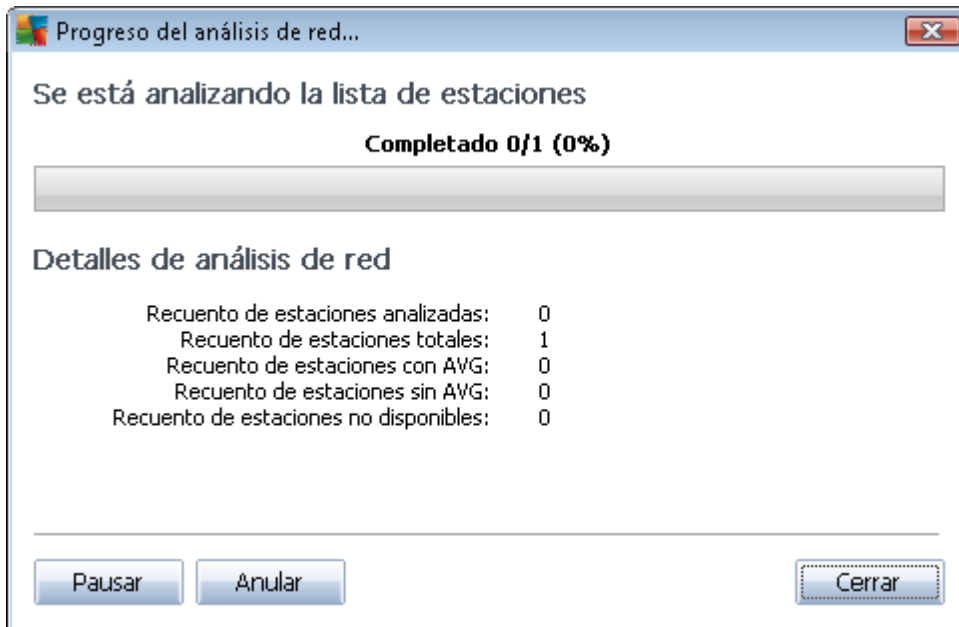 Progreso del análisis de red...
Se está analizando la lista de estaciones
Completado 0/1 (0%)
Detalles de análisis de red
Recuento de estaciones analizadas: 0
Recuento de estaciones totales: 1
Recuento de estaciones con AVG: 0
Recuento de estaciones sin AVG: 0
Recuento de estaciones no disponibles: 0
Pausar Anular Cerrar